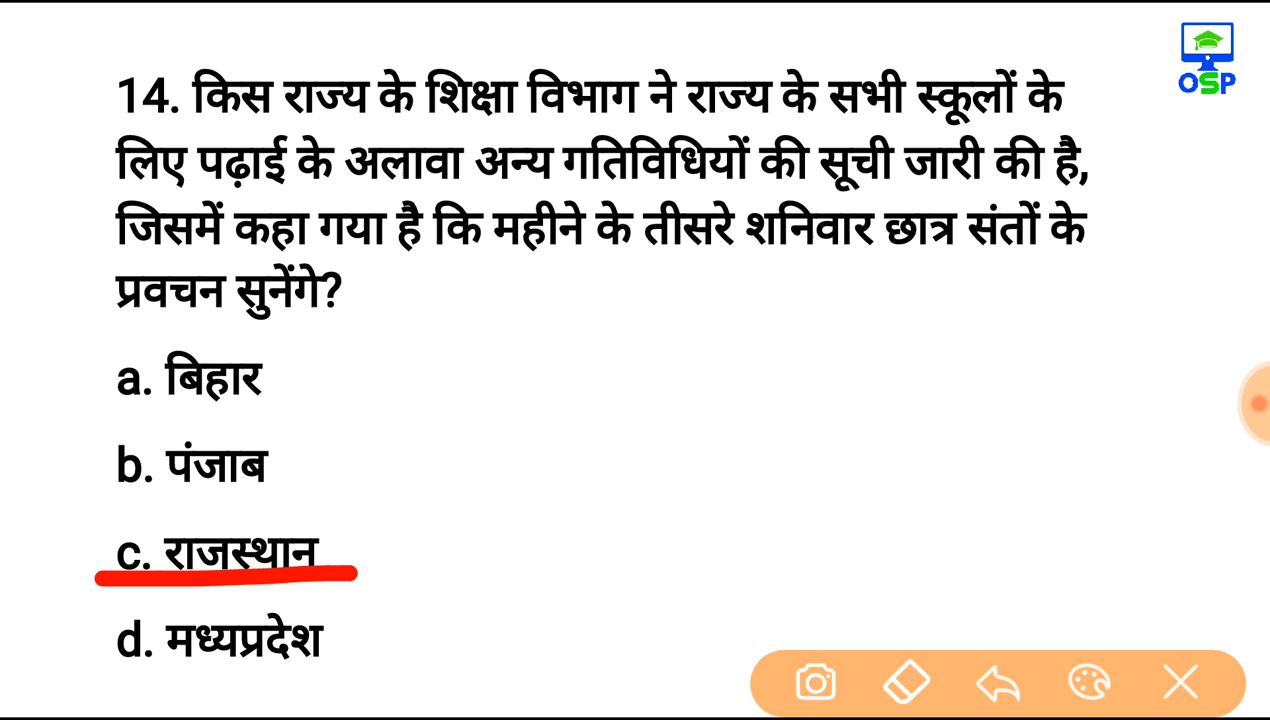 OSP
14. किस राज्य के शिक्षा विभाग ने राज्य के सभी स्कूलों के
लिए पढ़ाई के अलावा अन्य गतिविधियों की सूची जारी की है,
जिसमें कहा गया है कि महीने के तीसरे शनिवार छात्र संतों के
प्रवचन सुनेंगे?
a. बिहार
b. पंजाब
c. राजस्थान
d. मध्यप्रदेश